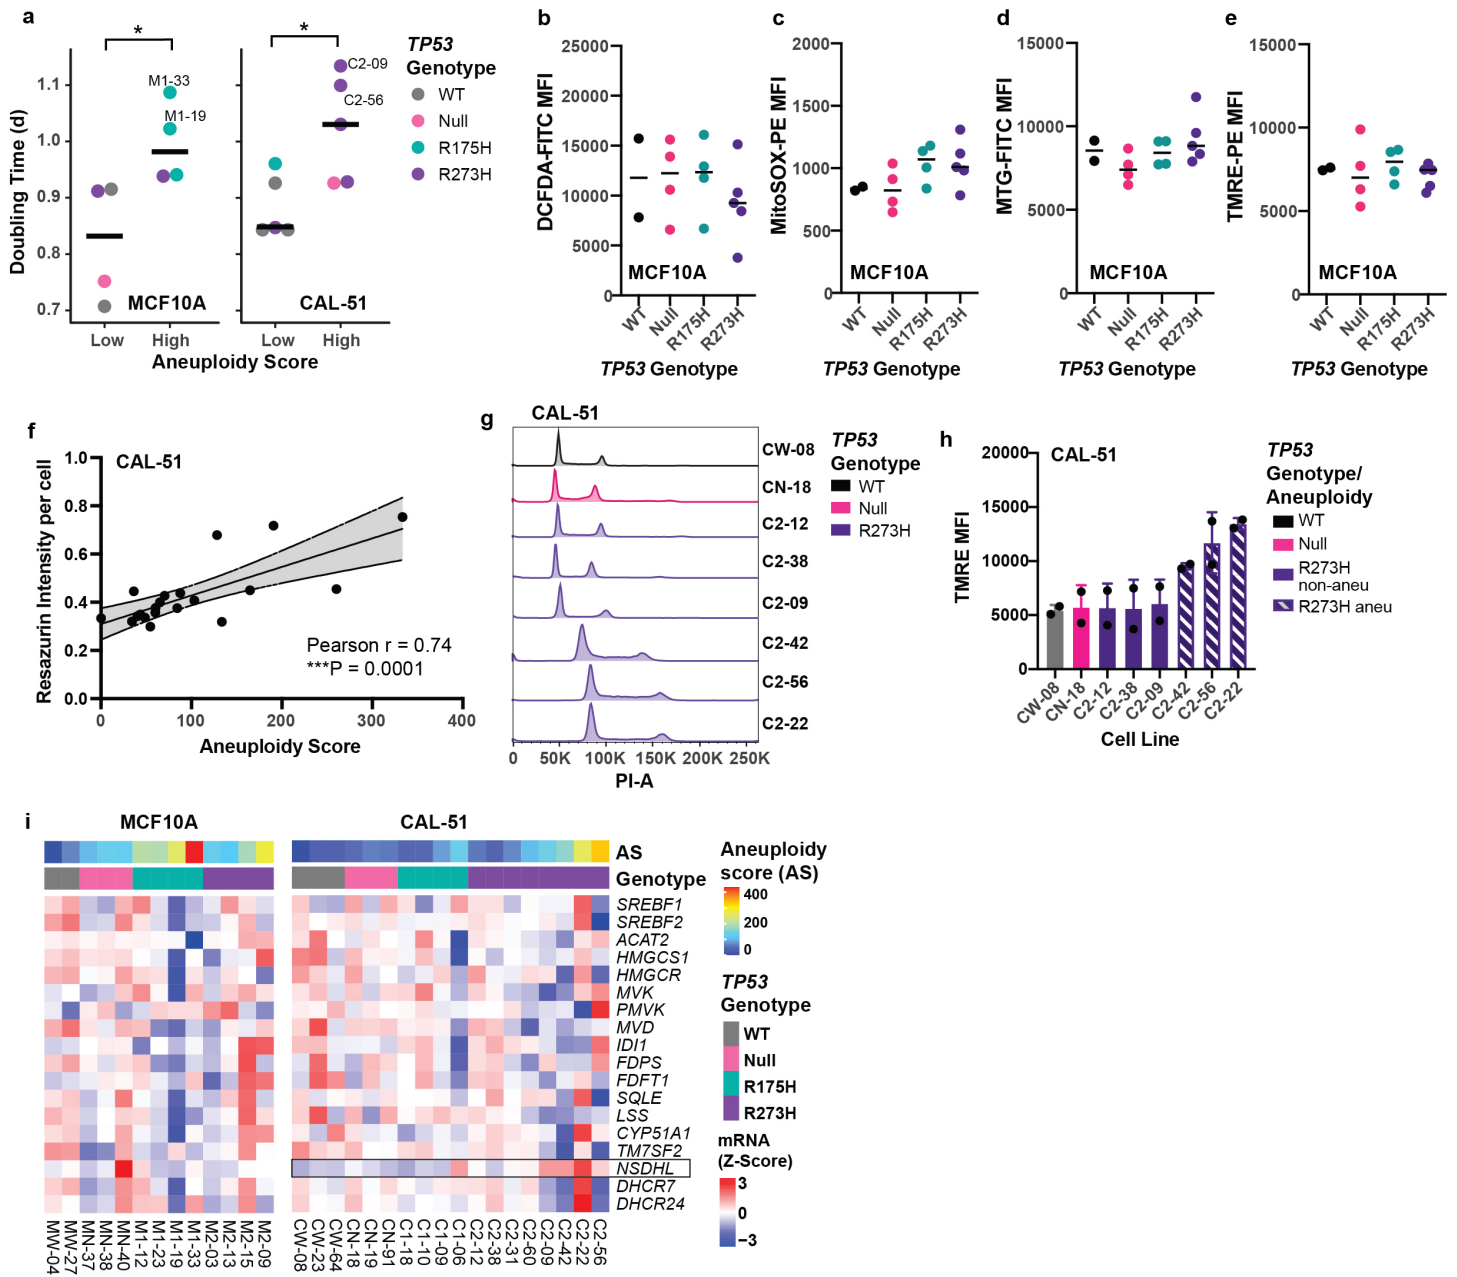 a
*
*
Doubling Time (d)
1.1
1.0
0.9
0.8
0.7
M1-33
M1-19
MCF10A
C2-09
C2-56
CAL-51
Low
High
Low
High
Aneuploidy Score
TP53
Genotype
WT
Null
R175H
R273H
b
DCFDA-FITC MFI
25000
20000
15000
10000
5000
0
MCF10A
WT
Null
R175H
R273H
TP53 Genotype
c
MitoSOX-PE MFI
2000
1500
1000
500
0
MCF10A
WT
Null
R175H
R273H
TP53 Genotype
d
MTG-FITC MFI
15000
10000
5000
0
MCF10A
WT
Null
R175H
R273H
TP53 Genotype
e
TMRE-PE MFI
15000
10000
5000
0
MCF10A
WT
Null
R175H
R273H
TP53 Genotype
f
CAL-51
Resazurin Intensity per cell
1.0
0.8
0.6
0.4
0.2
0.0
Pearson r = 0.74
***P = 0.0001
0
100
200
300
400
Aneuploidy Score
g
CAL-51
CW-08
CN-18
C2-12
C2-38
C2-09
C2-42
C2-56
C2-22
0
50K
100K
150K
200K
250K
PI-A
TP53
Genotype
WT
Null
R273H
h
CAL-51
TMRE MFI
20000
15000
10000
5000
0
CW-08
CN-18
C2-12
C2-38
C2-09
C2-42
C2-56
C2-22
Cell Line
TP53
Genotype/
Aneuploidy
WT
Null
R273H
non-aneu
R273H aneu
i
MCF10A
CAL-51
AS
Genotype
SREBF1
SREBF2
ACAT2
HMGCS1
HMGCR
MVK
PMVK
MVD
IDI1
FDPS
FDFT1
SQLE
LSS
CYP51A1
TM7SF2
NSDHL
DHCR7
DHCR24
MW-04
MW-27
MN-37
MN-38
MN-40
M1-12
M1-23
M1-19
M1-33
M2-03
M2-13
M2-15
M2-09
CW-08
CW-23
CW-64
CN-18
CN-19
CN-91
C1-18
C1-10
C1-09
C1-06
C2-12
C2-38
C2-31
C2-60
C2-09
C2-42
C2-22
C2-56
Aneuploidy
score (AS)
400
200
0
TP53
Genotype
WT
Null
R175H
R273H
mRNA
(Z-Score)
3
0
−3